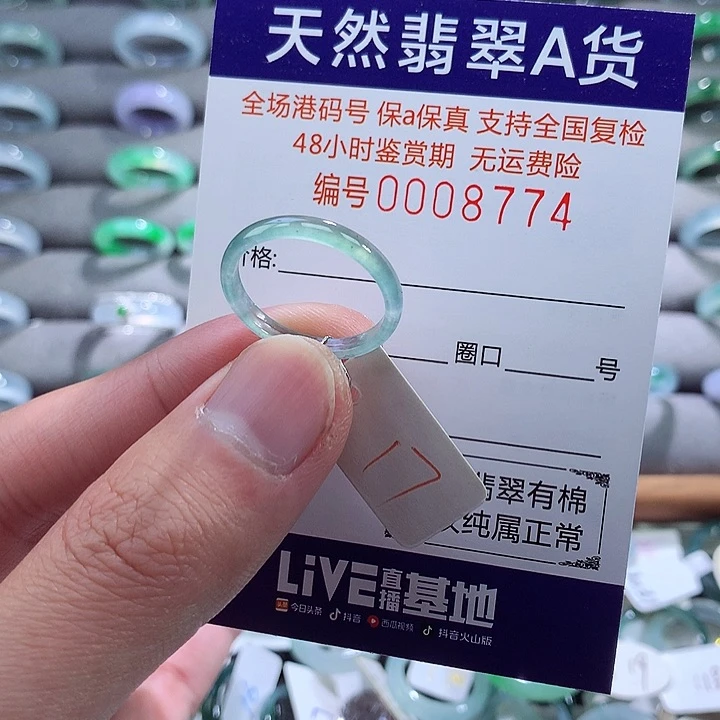 天然翡翠A货
全场港码号 保a保真 支持全国复检
48小时鉴赏期 无运费险
编号0008774
格:
圈口 号
17
翡翠有棉
纯属正常
LiVE直播基地
今日头条 抖音 西瓜视频 抖音火山版